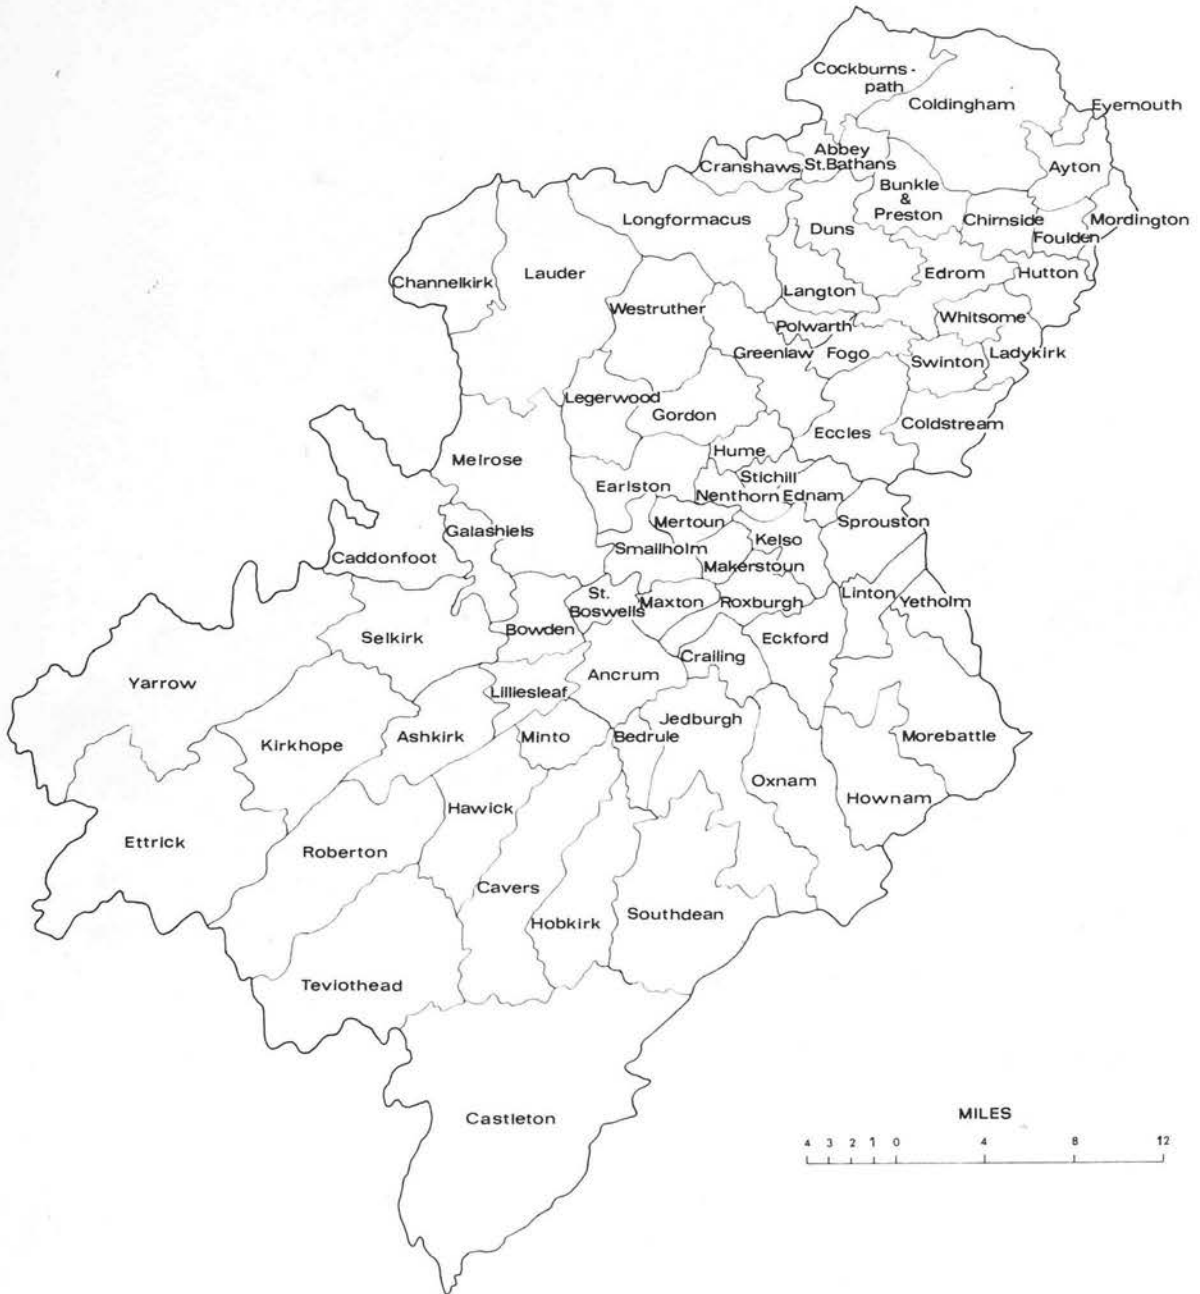 Cockburns-
path
Coldingham
Eyemouth
Abbey
St.Bathans
Cranshaws
Ayton
Bunkle
&
Preston
Longformacus
Duns
Chirnside
Mordington
Foulden
Channelkirk
Lauder
Edrom
Hutton
Langton
Westruther
Whitsome
Polwarth
Greenlaw
Fogo
Swinton
Ladykirk
Legerwood
Gordon
Eccles
Coldstream
Hume
Melrose
Stichill
Earlston
Nenthorn
Ednam
Mertoun
Sprouston
Galashiels
Kelso
Smailholm
Caddonfoot
Makerstoun
St.
Boswells
Maxton
Roxburgh
Linton
Yetholm
Bowden
Selkirk
Eckford
Crailing
Ancrum
Yarrow
Lilliesleaf
Jedburgh
Kirkhope
Ashkirk
Minto
Bedrule
Morebattle
Oxnam
Hownam
Hawick
Ettrick
Roberton
Cavers
Southdean
Hobkirk
Teviothead
Castleton
MILES
4 3 2 1 0 4 8 12